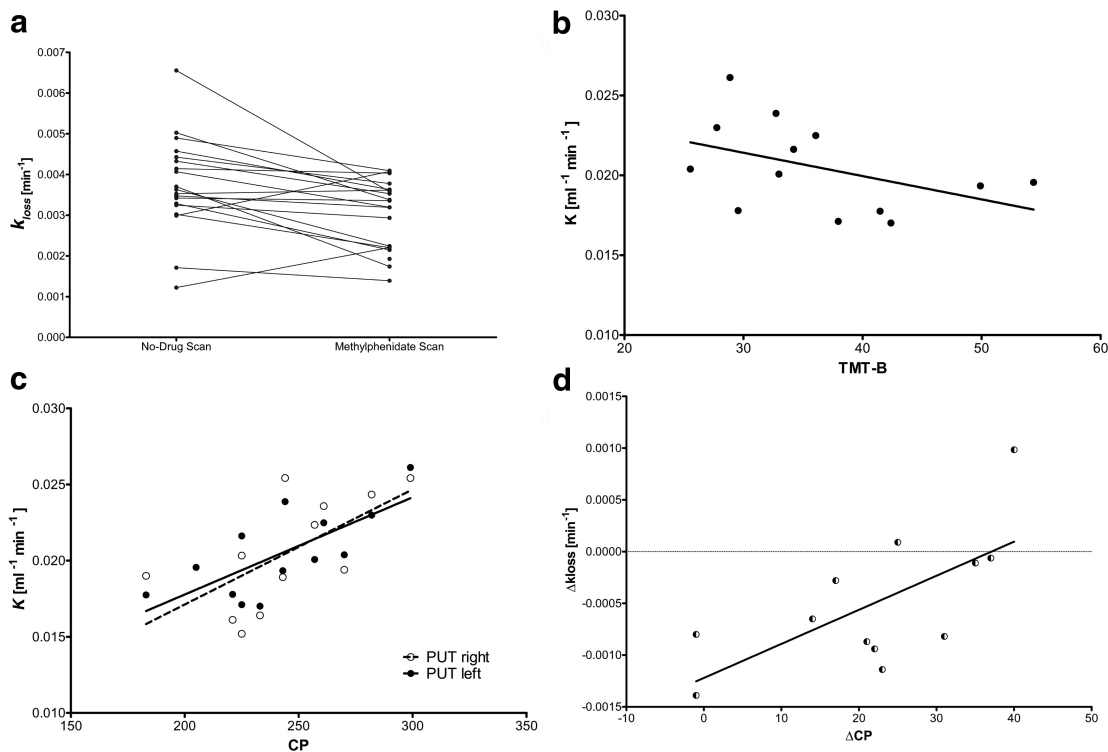 a
0.007
0.006
0.005
0.004
0.003
0.002
0.001
0.000
k_loss [min⁻¹]
No-Drug Scan Methylphenidate Scan
b
0.030
0.025
0.020
0.015
0.010
K [ml⁻¹ min⁻¹]
20 30 40 50 60
TMT-B
c
0.030
0.025
0.020
0.015
0.010
K [ml⁻¹ min⁻¹]
PUT right
PUT left
150 200 250 300 350
CP
d
0.0015
0.0010
0.0005
0.0000
-0.0005
-0.0010
-0.0015
Δkloss [min⁻¹]
-10 0 10 20 30 40 50
ΔCP